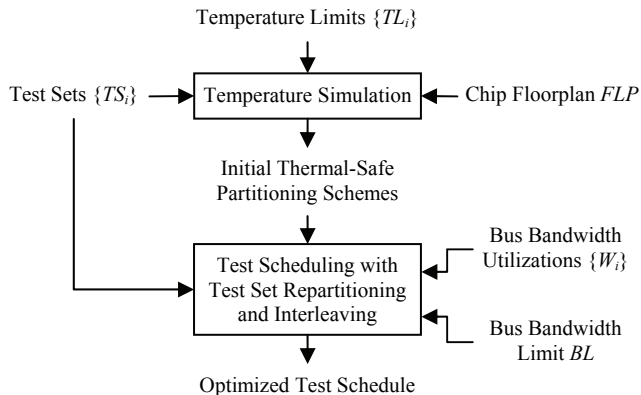 Temperature Limits {TLi}
Test Sets {TSi}
Temperature Simulation
Chip Floorplan FLP
Initial Thermal-Safe
Partitioning Schemes
Bus Bandwidth
Utilizations {Wi}
Test Scheduling with
Test Set Repartitioning
and Interleaving
Bus Bandwidth
Limit BL
Optimized Test Schedule